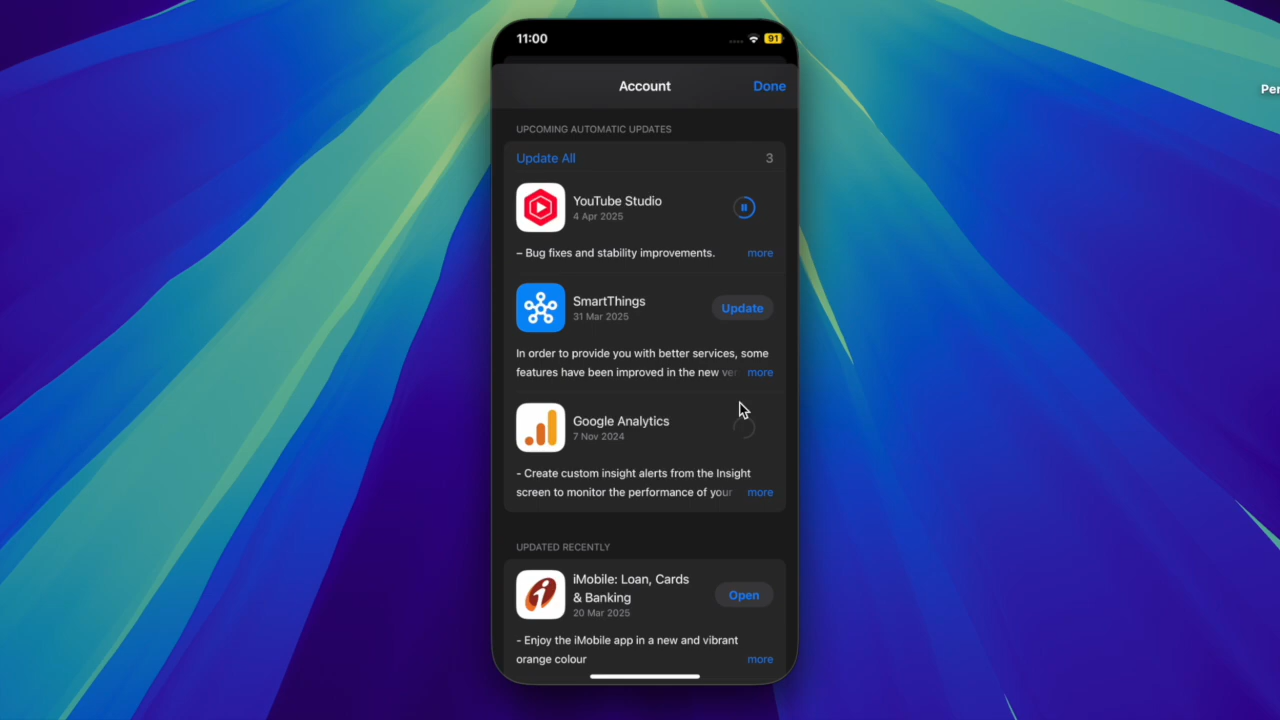 11:00
91
Account
Done
UPCOMING AUTOMATIC UPDATES
Update All
3
YouTube Studio
4 Apr 2025
– Bug fixes and stability improvements.
more
SmartThings
31 Mar 2025
Update
In order to provide you with better services, some
features have been improved in the new
more
Google Analytics
7 Nov 2024
- Create custom insight alerts from the Insight
screen to monitor the performance of your
more
UPDATED RECENTLY
iMobile: Loan, Cards
& Banking
20 Mar 2025
Open
- Enjoy the iMobile app in a new and vibrant
orange colour
more